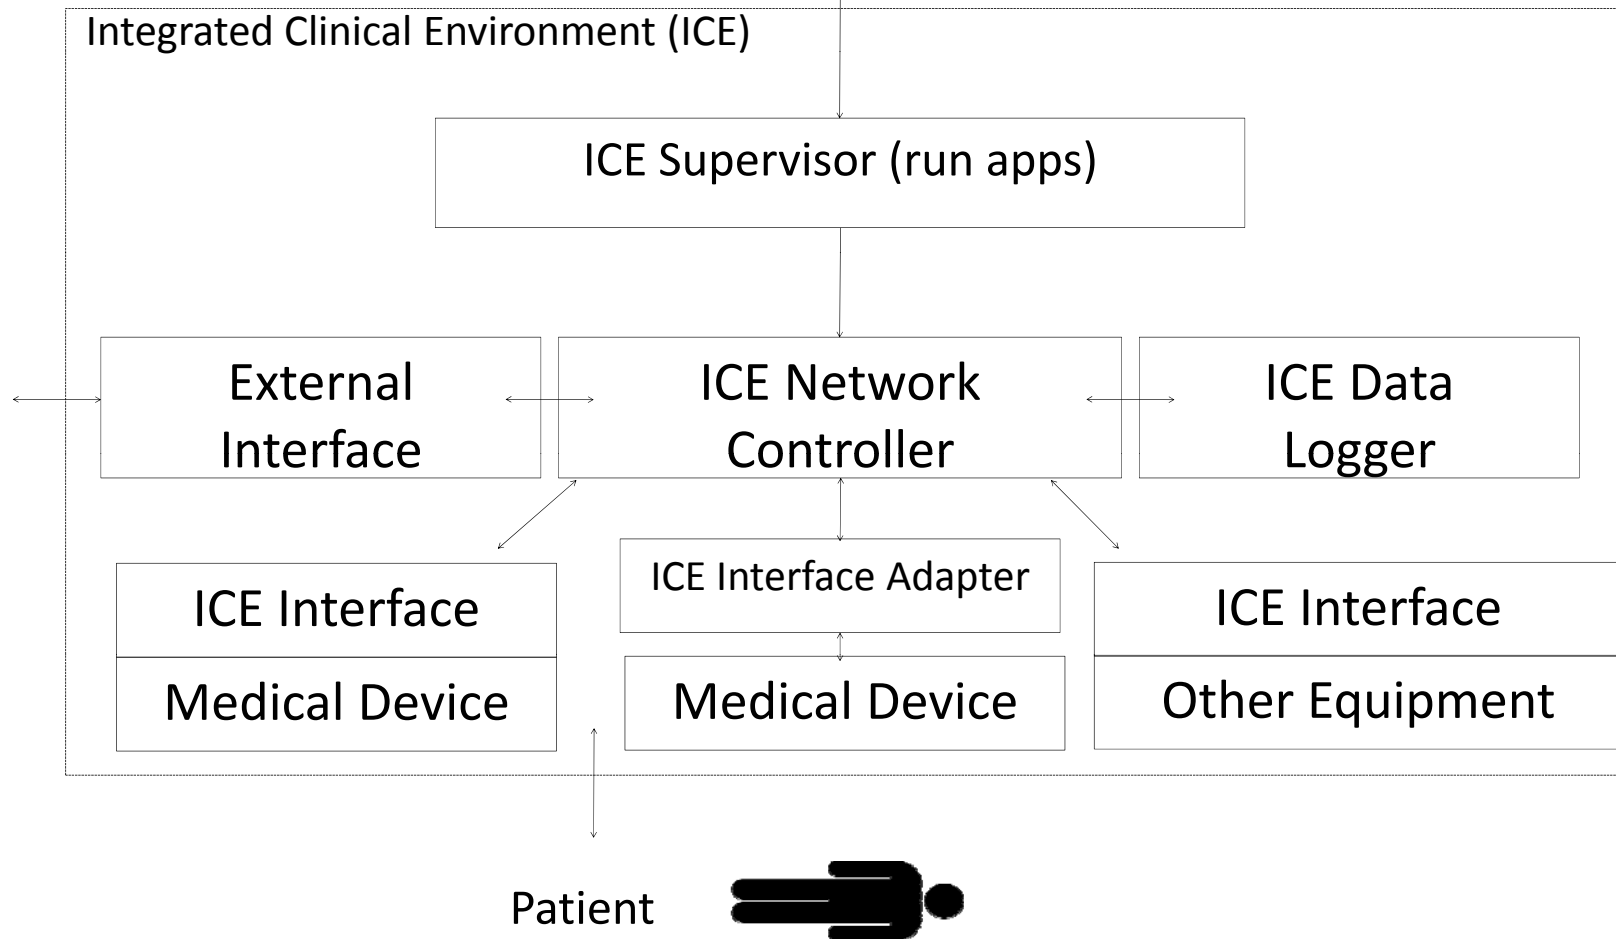 Integrated Clinical Environment (ICE)
ICE Supervisor (run apps)
External
Interface
ICE Network
Controller
ICE Data
Logger
ICE Interface
Medical Device
ICE Interface Adapter
Medical Device
ICE Interface
Other Equipment
Patient